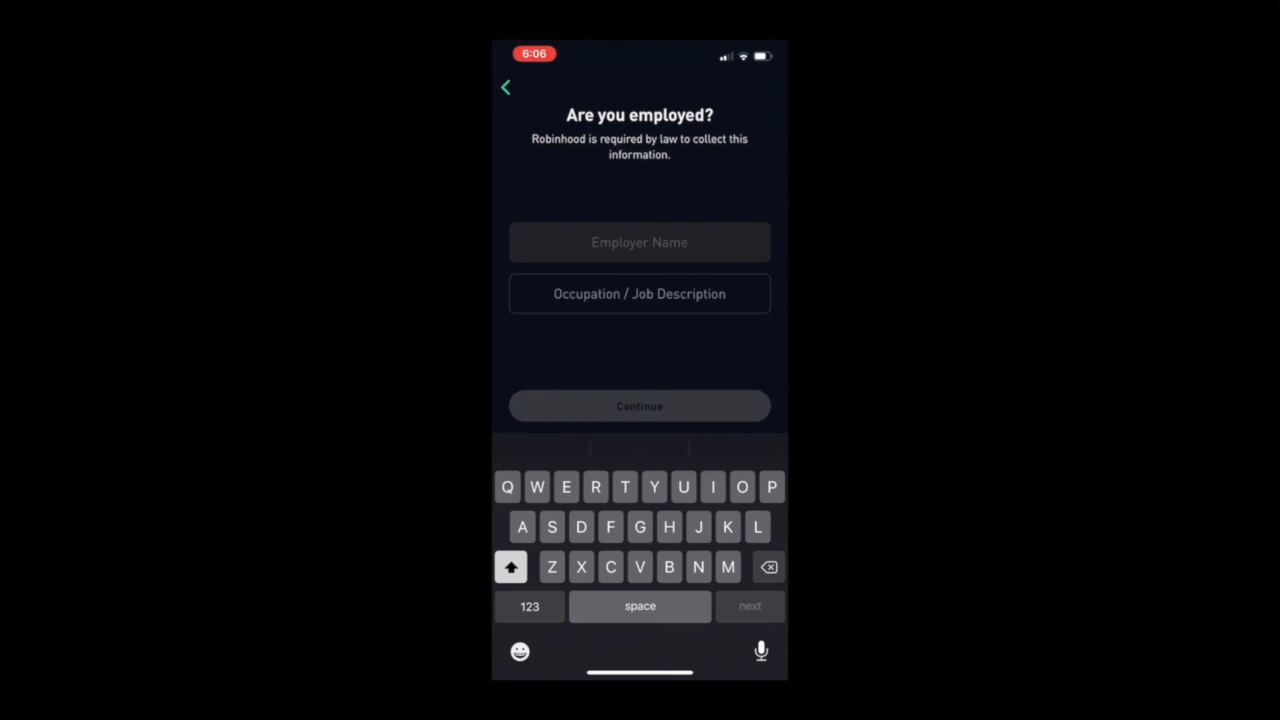 6:06
Are you employed?
Robinhood is required by law to collect this
information.
Employer Name
Occupation / Job Description
Continue
Q W E R T Y U I O P
A S D F G H J K L
Z X C V B N M
123 space next